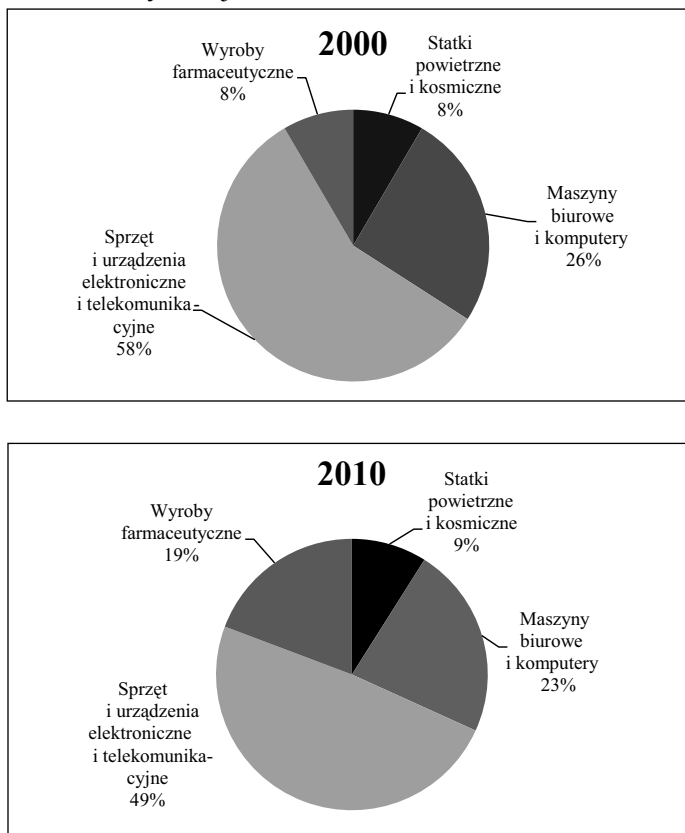 2000
Wyroby
farmaceutyczne
8%
Statki
powietrzne
i kosmiczne
8%
Maszyny
biurowe
i komputery
26%
Sprzęt
i urządzenia
elektroniczne
i telekomunika-
cyjne
58%
2010
Wyroby
farmaceutyczne
19%
Statki
powietrzne
i kosmiczne
9%
Maszyny
biurowe
i komputery
23%
Sprzęt
i urządzenia
elektroniczne
i telekomunika-
cyjne
49%